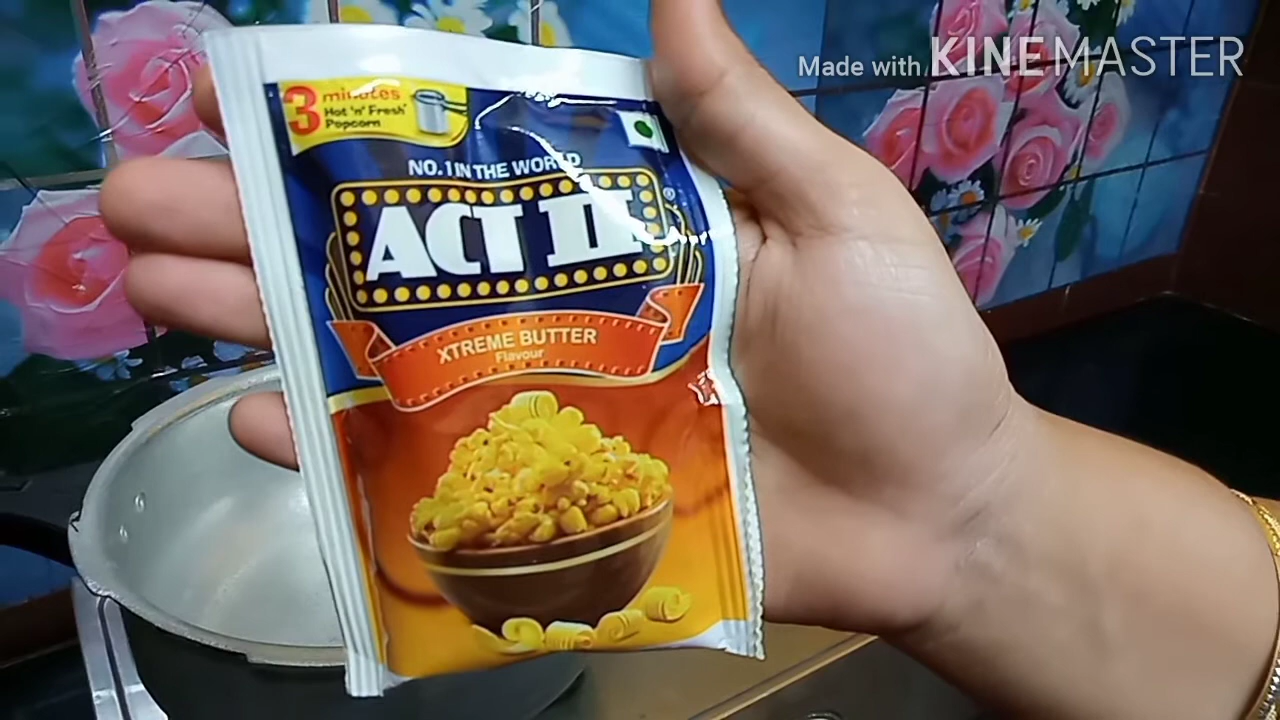 Made with KINEMASTER
3 minutes
Hot 'n' Fresh
Popcorn
NO.1 IN THE WORLD
ACT II®
XTREME BUTTER
Flavour